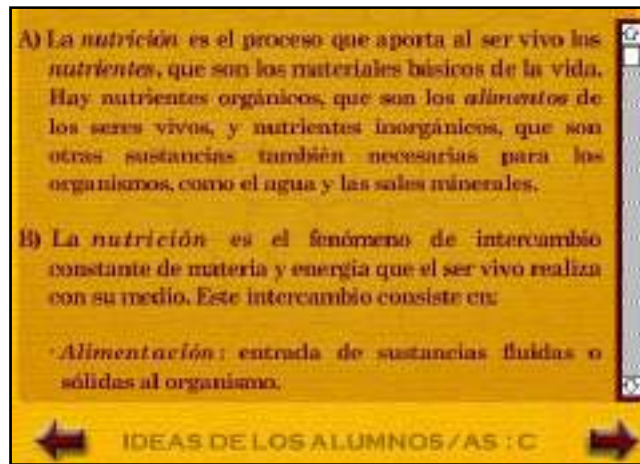 A) La nutrición es el proceso que aporta al ser vivo los
nutrientes, que son los materiales básicos de la vida.
Hay nutrientes orgánicos, que son los alimentos de
los seres vivos, y nutrientes inorgánicos, que son
otras sustancias también necesarias para los
organismos, como el agua y las sales minerales.
B) La nutrición es el fenómeno de intercambio
constante de materia y energía que el ser vivo realiza
con su medio. Este intercambio consiste en:
· Alimentación: entrada de sustancias fluidas o
sólidas al organismo.
IDEAS DE LOS ALUMNOS/AS : C